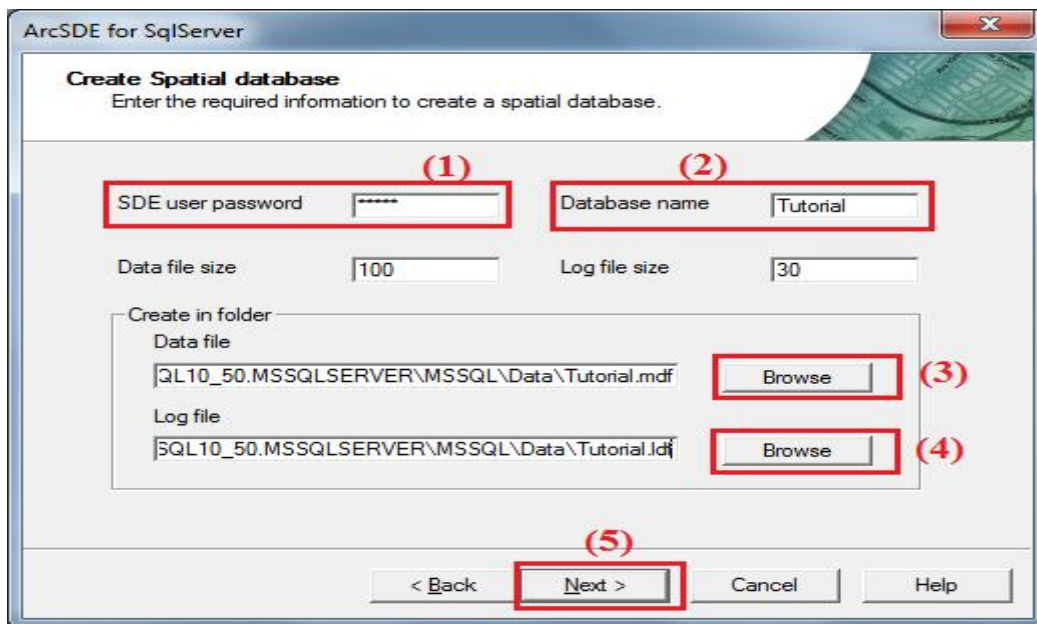 ArcSDE for SqlServer
Create Spatial database
Enter the required information to create a spatial database.
(1)
(2)
SDE user password *****
Database name Tutorial
Data file size 100
Log file size 30
Create in folder
Data file
QL10_50.MSSQLSERVER\MSSQL\Data\Tutorial.mdf Browse (3)
Log file
SQL10_50.MSSQLSERVER\MSSQL\Data\Tutorial.ldf Browse (4)
(5)
< Back Next > Cancel Help